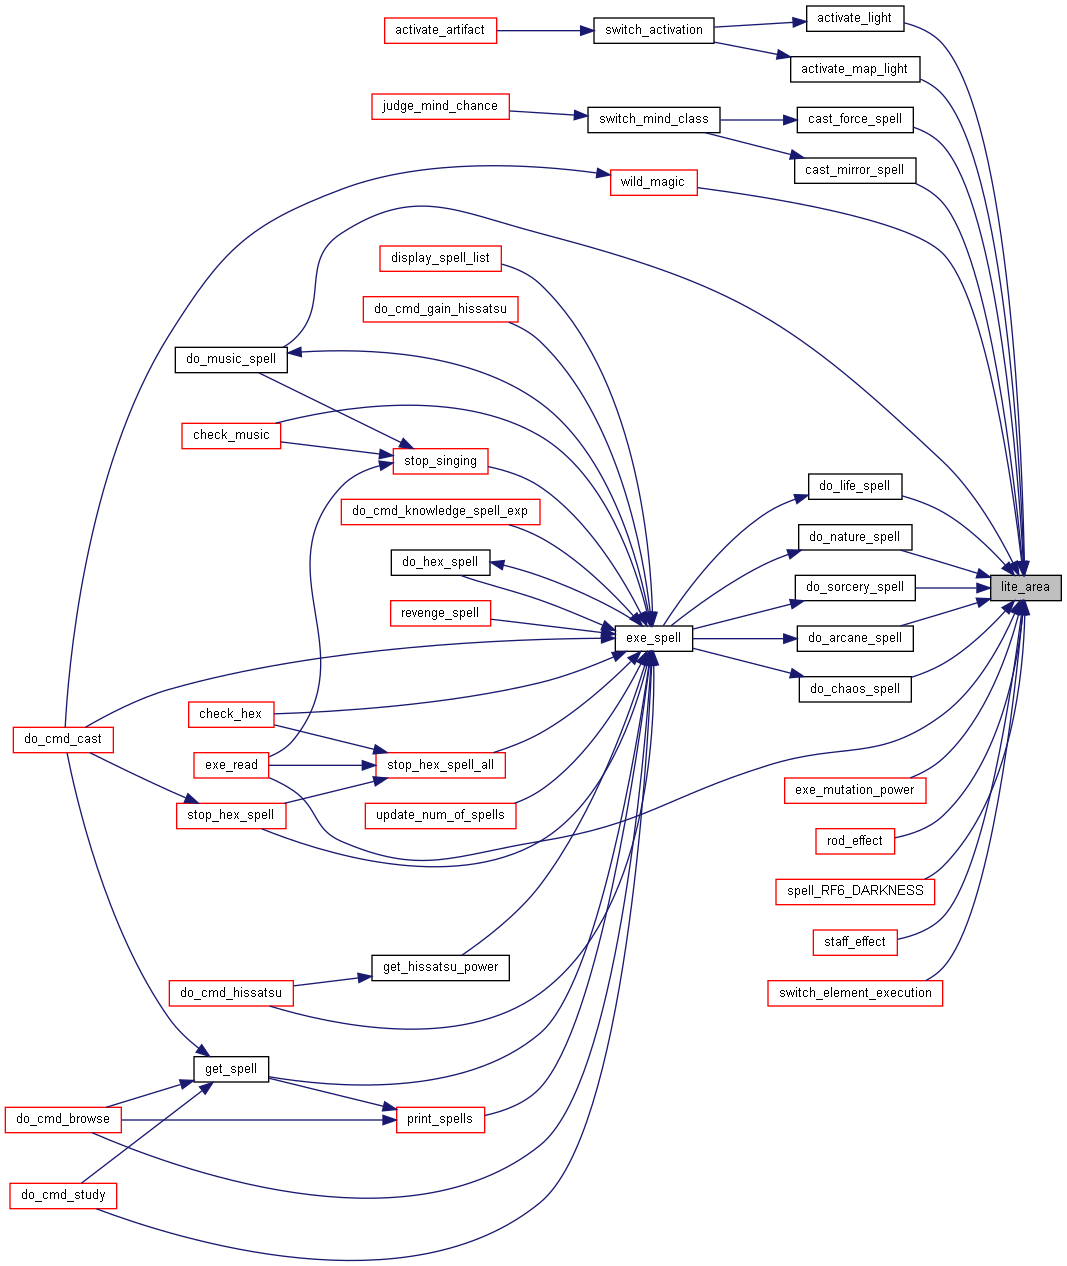 activate_light
activate_artifact
switch_activation
activate_map_light
judge_mind_chance
switch_mind_class
cast_force_spell
cast_mirror_spell
wild_magic
display_spell_list
do_cmd_gain_hissatsu
do_music_spell
check_music
stop_singing
do_life_spell
do_cmd_knowledge_spell_exp
do_nature_spell
do_hex_spell
do_sorcery_spell
lite_area
revenge_spell
exe_spell
do_arcane_spell
do_chaos_spell
check_hex
do_cmd_cast
exe_read
stop_hex_spell_all
exe_mutation_power
stop_hex_spell
update_num_of_spells
rod_effect
spell_RF6_DARKNESS
staff_effect
get_hissatsu_power
do_cmd_hissatsu
switch_element_execution
get_spell
do_cmd_browse
print_spells
do_cmd_study